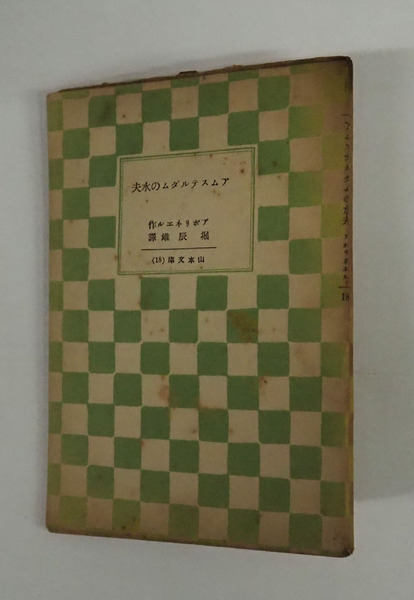 アムステルダムの水夫
アポリネエル作
堀辰雄譯
山本文庫 (18)
18